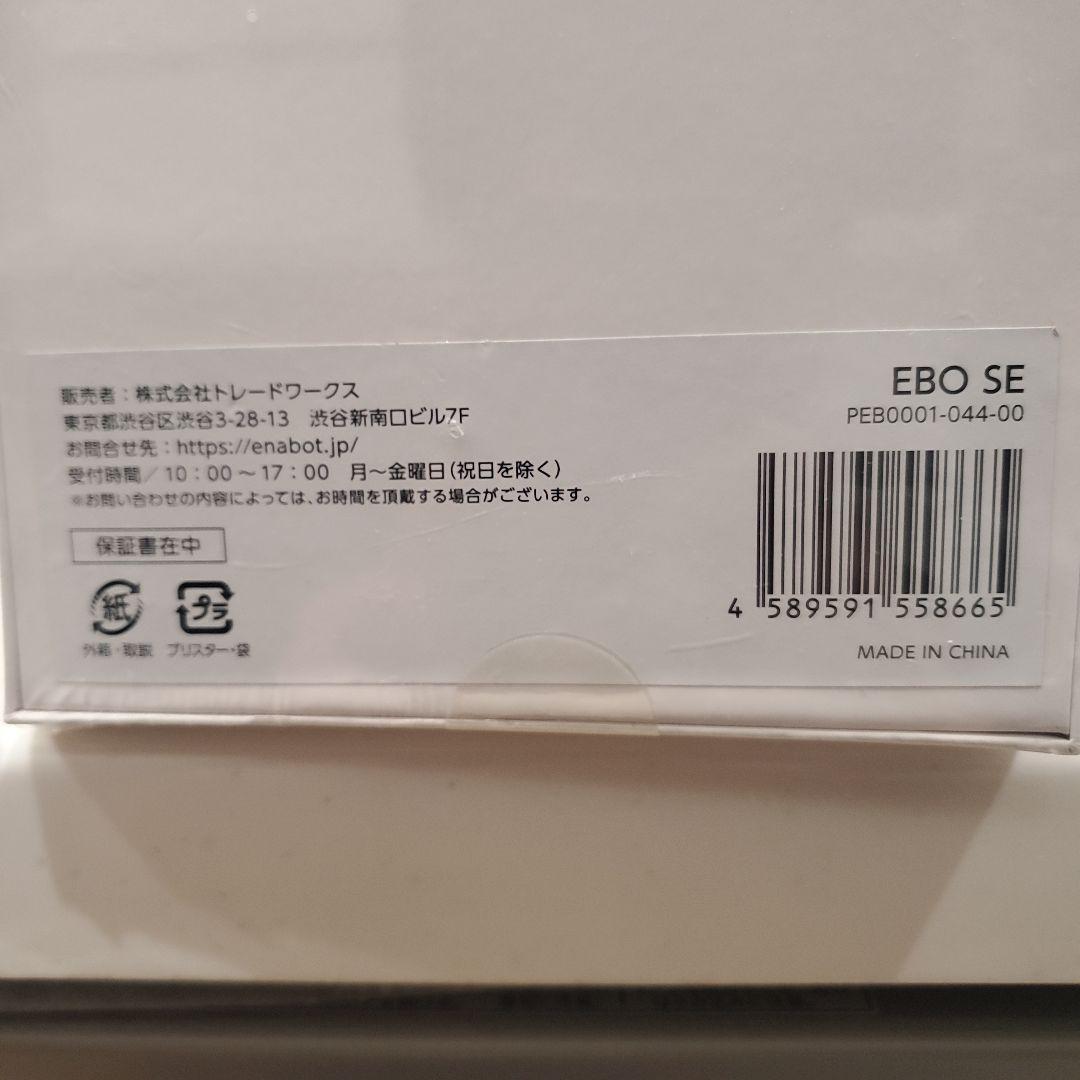 販売者：株式会社トレードワークス
東京都渋谷区渋谷3-28-13　渋谷新南口ビル7F
お問合せ先：https://enabot.jp/
受付時間／10：00～17：00　月～金曜日(祝日を除く)
※お問い合わせの内容によっては、お時間を頂戴する場合がございます。
保証書在中
紙
プラ
外箱・取説
ブリスター・袋
EBO SE
PEB0001-044-00
4 589591 558665
MADE IN CHINA